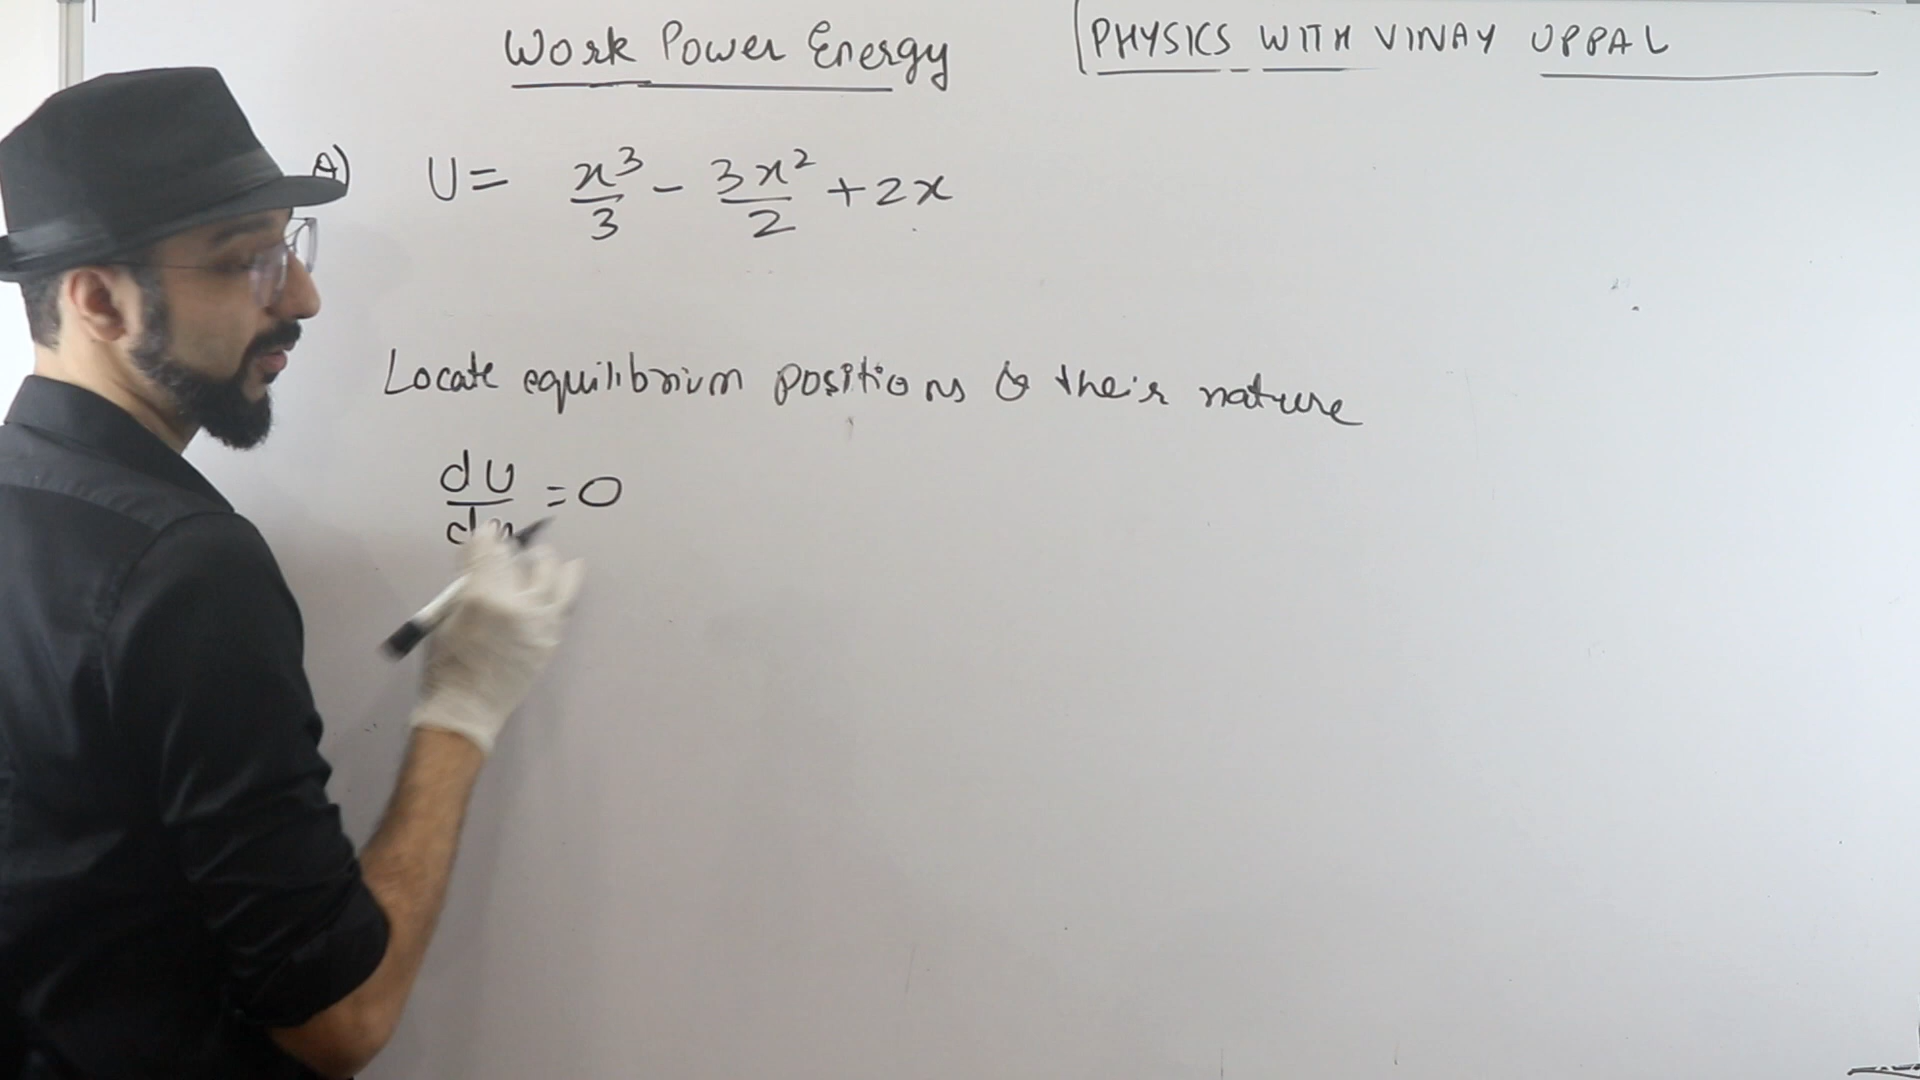 Work Power Energy
PHYSICS WITH VINAY UPPAL
A) U = x³/3 - 3x²/2 + 2x
Locate equilibrium positions & their nature
dU/dx = 0